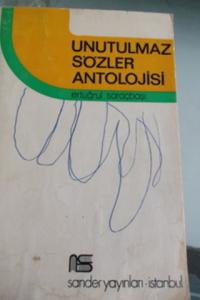 UNUTULMAZ
SÖZLER
ANTOLOJİSİ
ertuğrul saraçbaşı
sander yayınları · istanbul